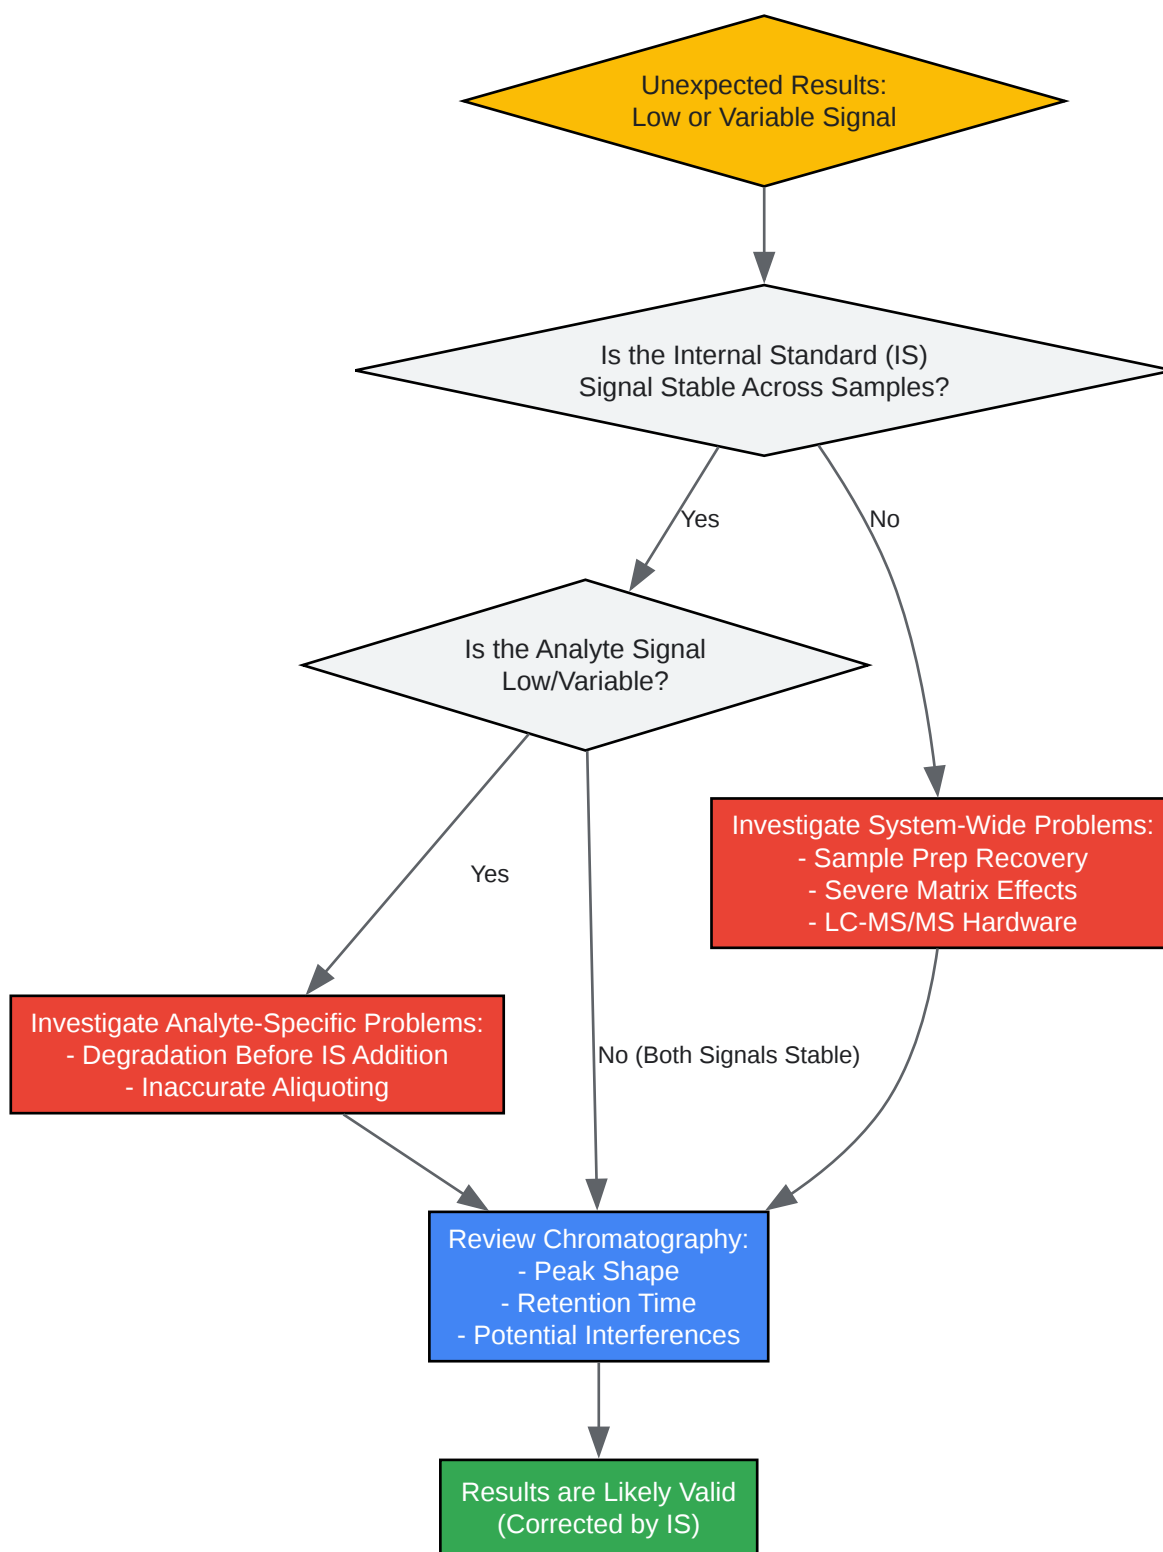 Unexpected Results:
Low or Variable Signal
Is the Internal Standard (IS)
Signal Stable Across Samples?
Yes
No
Is the Analyte Signal
Low/Variable?
Investigate System-Wide Problems:
- Sample Prep Recovery
- Severe Matrix Effects
- LC-MS/MS Hardware
Yes
Investigate Analyte-Specific Problems:
- Degradation Before IS Addition
- Inaccurate Aliquoting
No (Both Signals Stable)
Review Chromatography:
- Peak Shape
- Retention Time
- Potential Interferences
Results are Likely Valid
(Corrected by IS)